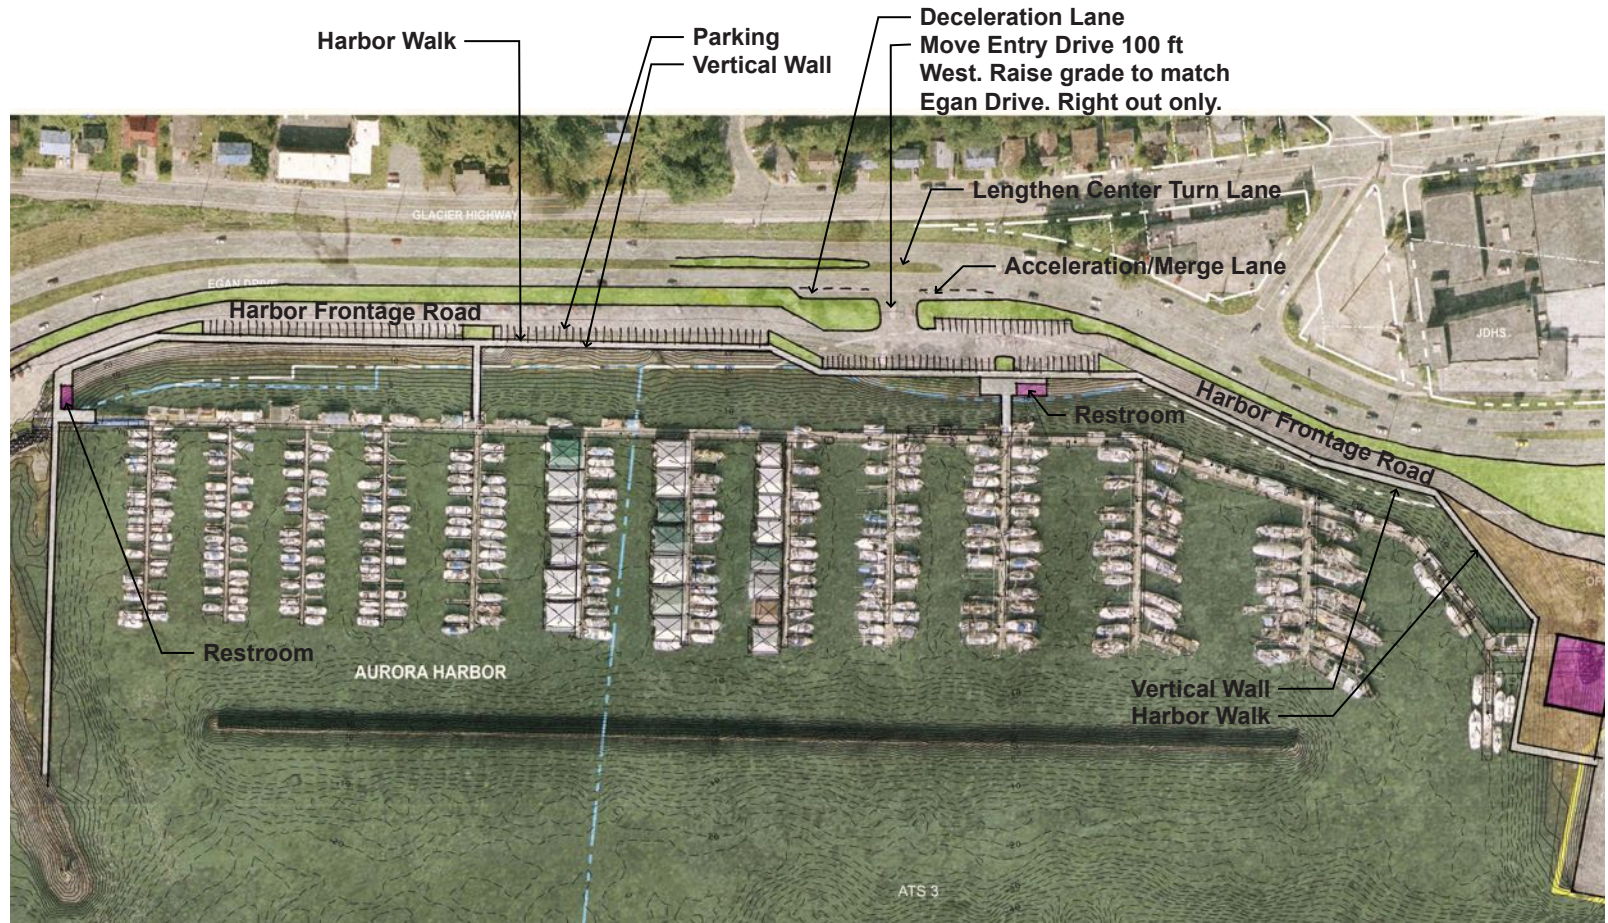 Harbor Walk
Parking
Vertical Wall
Deceleration Lane
Move Entry Drive 100 ft
West. Raise grade to match
Egan Drive. Right out only.
Lengthen Center Turn Lane
GLACIER HIGHWAY
Acceleration/Merge Lane
EGAN DRIVE
Harbor Frontage Road
JDHS
Restroom
Harbor Frontage Road
Restroom
AURORA HARBOR
Vertical Wall
Harbor Walk
ATS 3